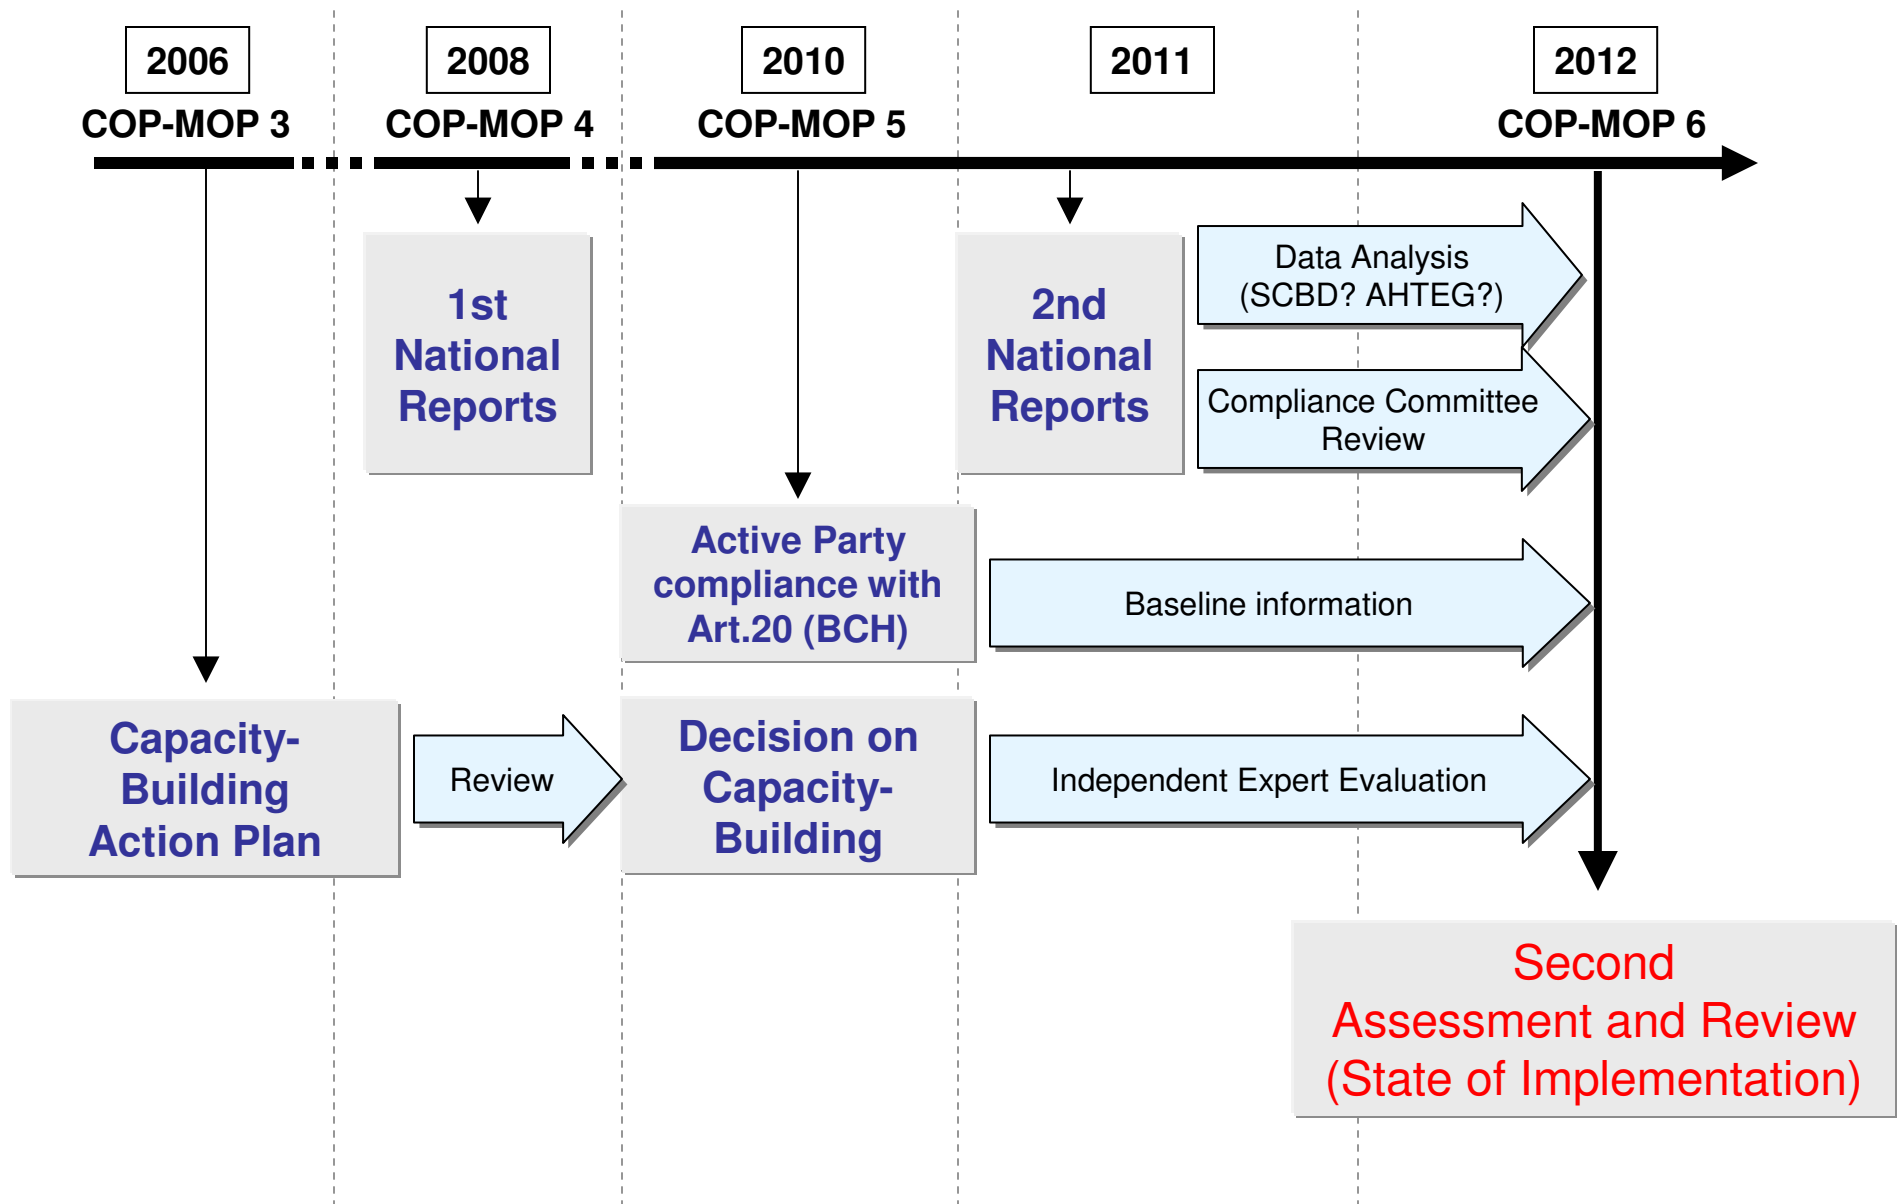 2006
2008
2010
2011
2012
COP-MOP 3
COP-MOP 4
COP-MOP 5
COP-MOP 6
1st
National
Reports
2nd
National
Reports
Data Analysis
(SCBD? AHTEG?)
Compliance Committee
Review
Active Party
compliance with
Art.20 (BCH)
Baseline information
Capacity-
Building
Action Plan
Review
Decision on
Capacity-
Building
Independent Expert Evaluation
Second
Assessment and Review
(State of Implementation)